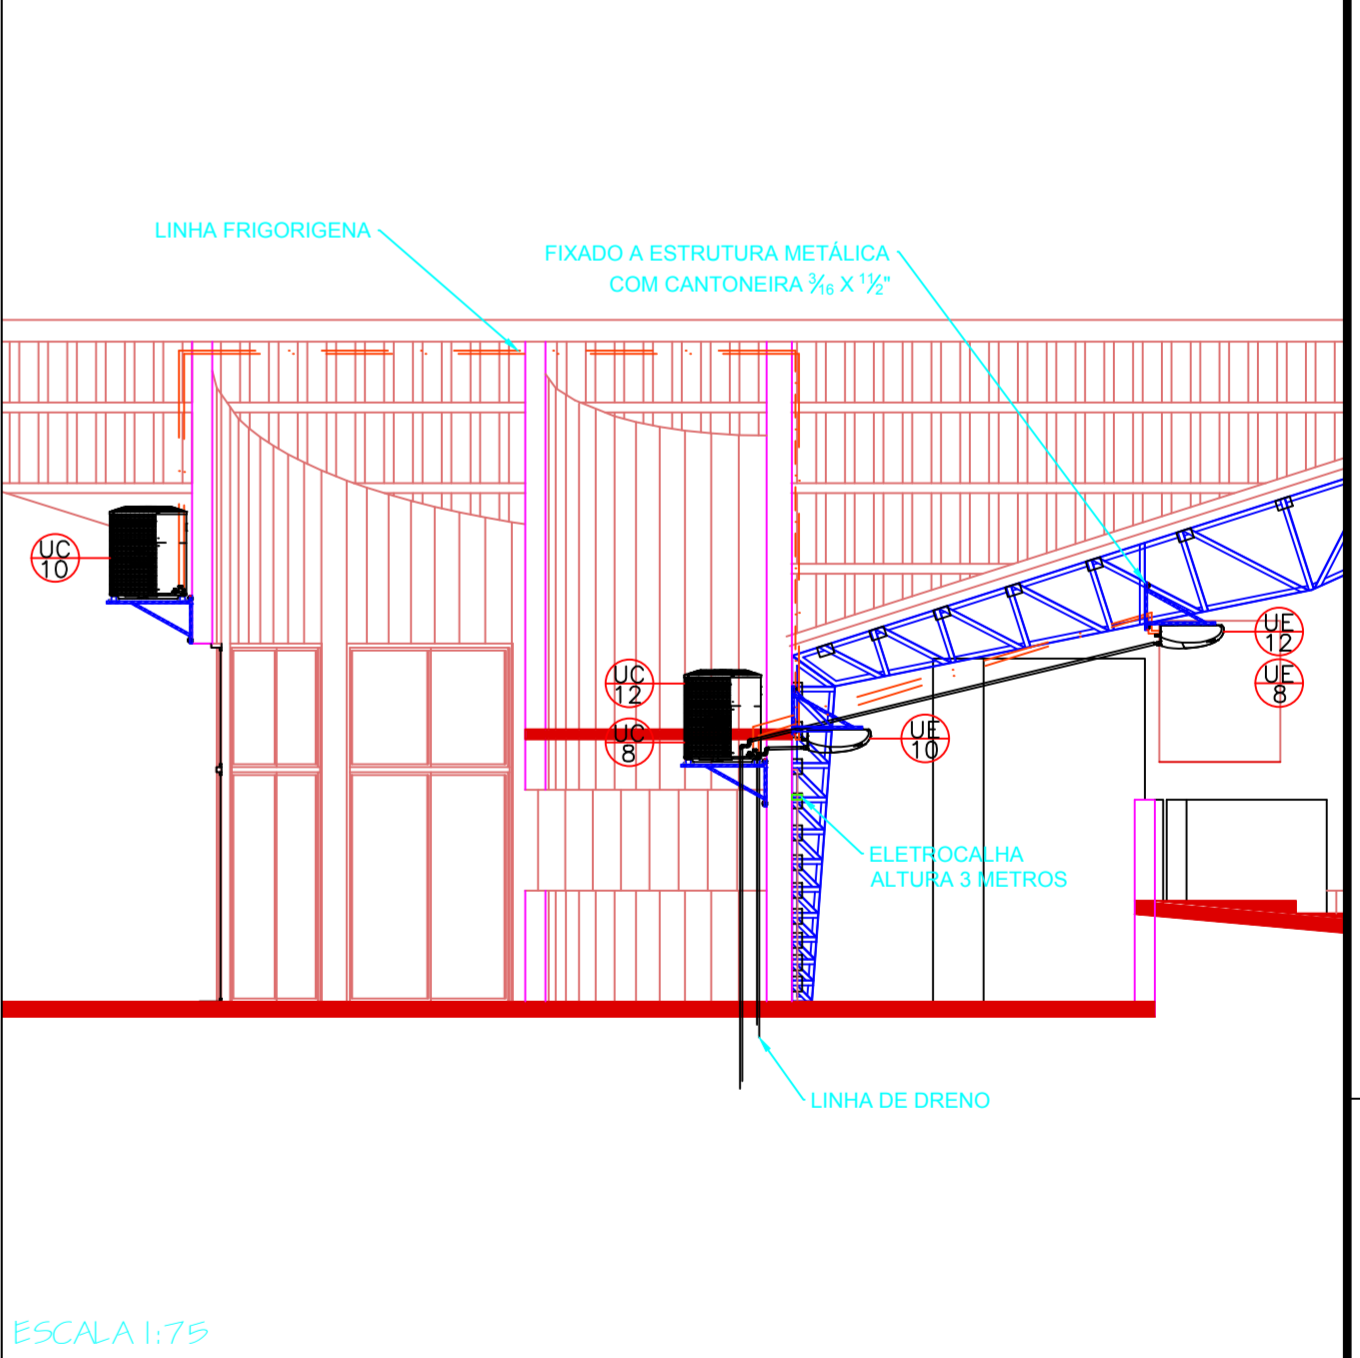 LINHA FRIGORIGENA
FIXADO A ESTRUTURA METÁLICA
COM CANTONEIRA 3/16 X 11/2"
UC
10
UC
12
UC
8
UE
12
UE
8
UE
10
ELETROCALHA
ALTURA 3 METROS
LINHA DE DRENO
ESCALA 1:75